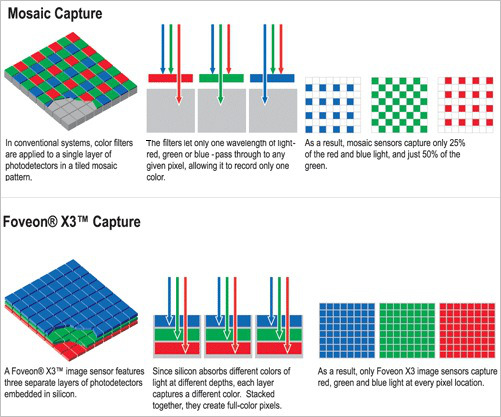 Mosaic Capture
In conventional systems, color filters
are applied to a single layer of
photodetectors in a tiled mosaic
pattern.
The filters let only one wavelength of light-
red, green or blue -pass through to any
given pixel, allowing it to record only one
color.
As a result, mosaic sensors capture only 25%
of the red and blue light, and just 50% of the
green.
Foveon® X3™ Capture
A Foveon® X3™ image sensor features
three separate layers of photodetectors
embedded in silicon.
Since silicon absorbs different colors of
light at different depths, each layer
captures a different color. Stacked
together, they create full-color pixels.
As a result, only Foveon X3 image sensors capture
red, green and blue light at every pixel location.